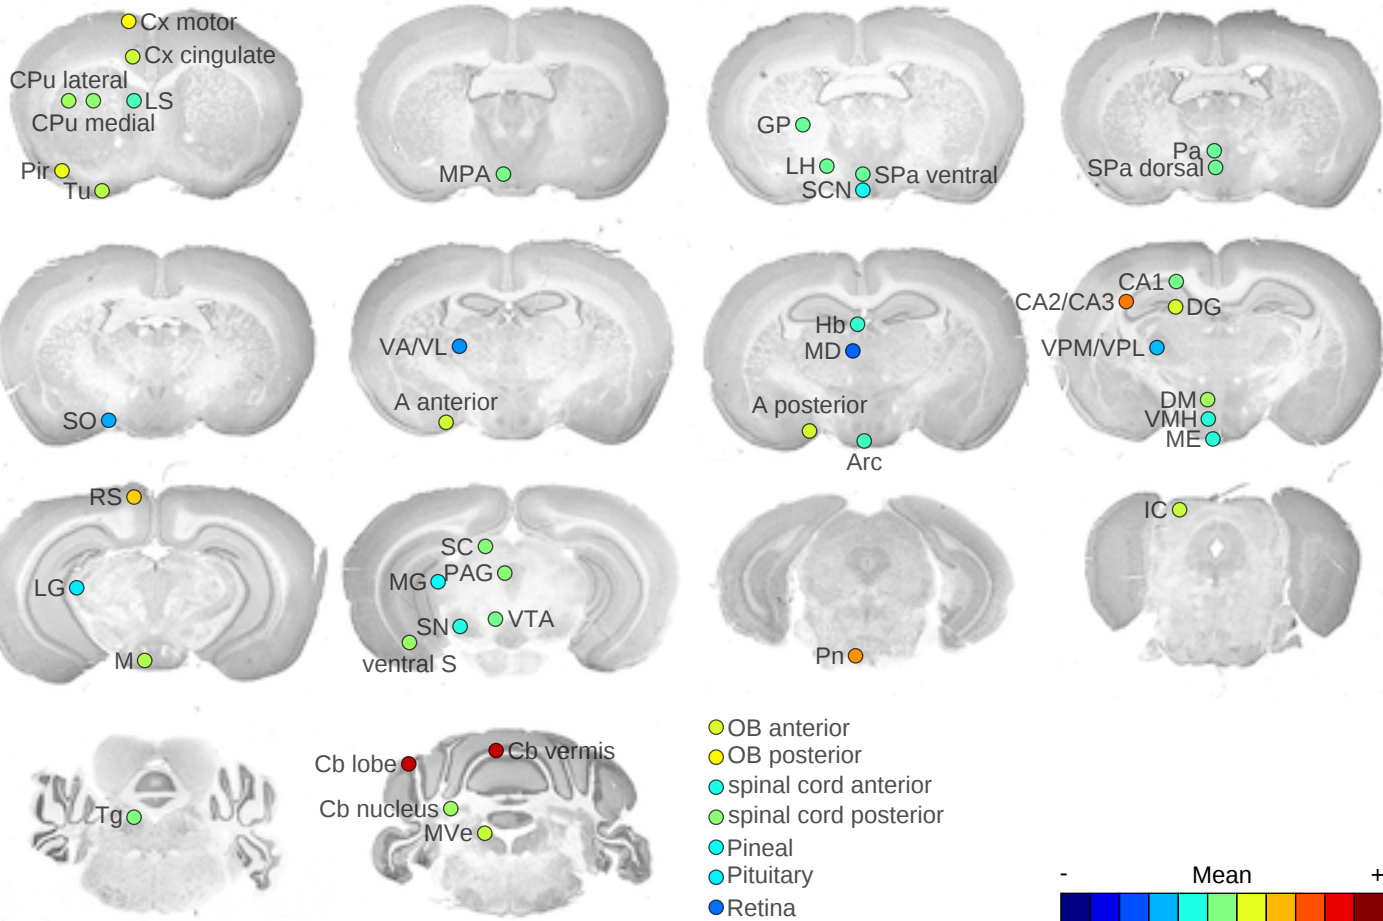 Cx motor
Cx cingulate
CPu lateral
LS
CPu medial
Pir
Tu
MPA
GP
LH
SPa ventral
SCN
Pa
SPa dorsal
SO
VA/VL
A anterior
Hb
MD
A posterior
Arc
CA1
CA2/CA3
DG
VPM/VPL
DM
VMH
ME
RS
LG
M
SC
PAG
MG
VTA
SN
ventral S
Pn
IC
Tg
Cb lobe
Cb vermis
Cb nucleus
MVe
OB anterior
OB posterior
spinal cord anterior
spinal cord posterior
Pineal
Pituitary
Retina
- Mean +